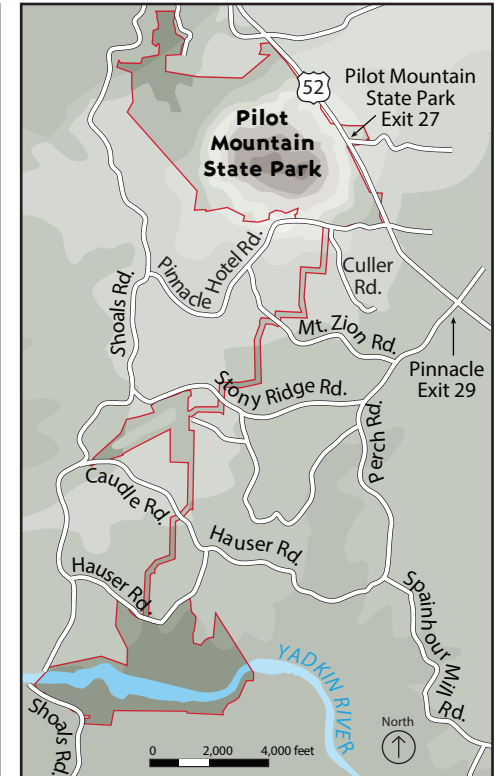 52
Pilot Mountain
State Park
Exit 27
Pilot
Mountain
State Park
Pinnacle Hotel Rd.
Culler
Rd.
Shoals Rd.
Mt. Zion Rd.
Pinnacle
Exit 29
Stony Ridge Rd.
Perch Rd.
Caudle Rd.
Hauser Rd.
Hauser Rd.
Spainhour Mill Rd.
YADKIN RIVER
Shoals Rd.
North
0 2,000 4,000 feet